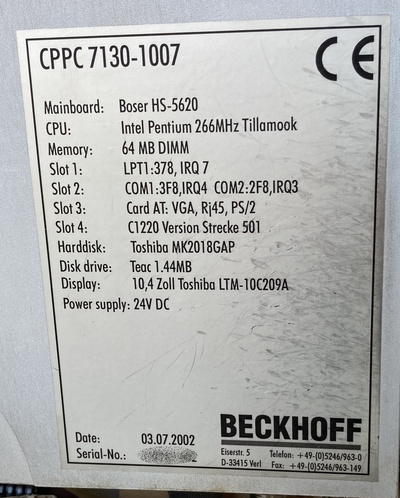 CPPC 7130-1007
CE
Mainboard: Boser HS-5620
CPU: Intel Pentium 266MHz Tillamook
Memory: 64 MB DIMM
Slot 1: LPT1:378, IRQ 7
Slot 2: COM1:3F8,IRQ4 COM2:2F8,IRQ3
Slot 3: Card AT: VGA, Rj45, PS/2
Slot 4: C1220 Version Strecke 501
Harddisk: Toshiba MK2018GAP
Disk drive: Teac 1.44MB
Display: 10,4 Zoll Toshiba LTM-10C209A
Power supply: 24V DC
Date: 03.07.2002
Serial-No.:
BECKHOFF
Eiserstr. 5 Telefon: +49-(0)5246/963-0
D-33415 Verl Fax: +49-(0)5246/963-149